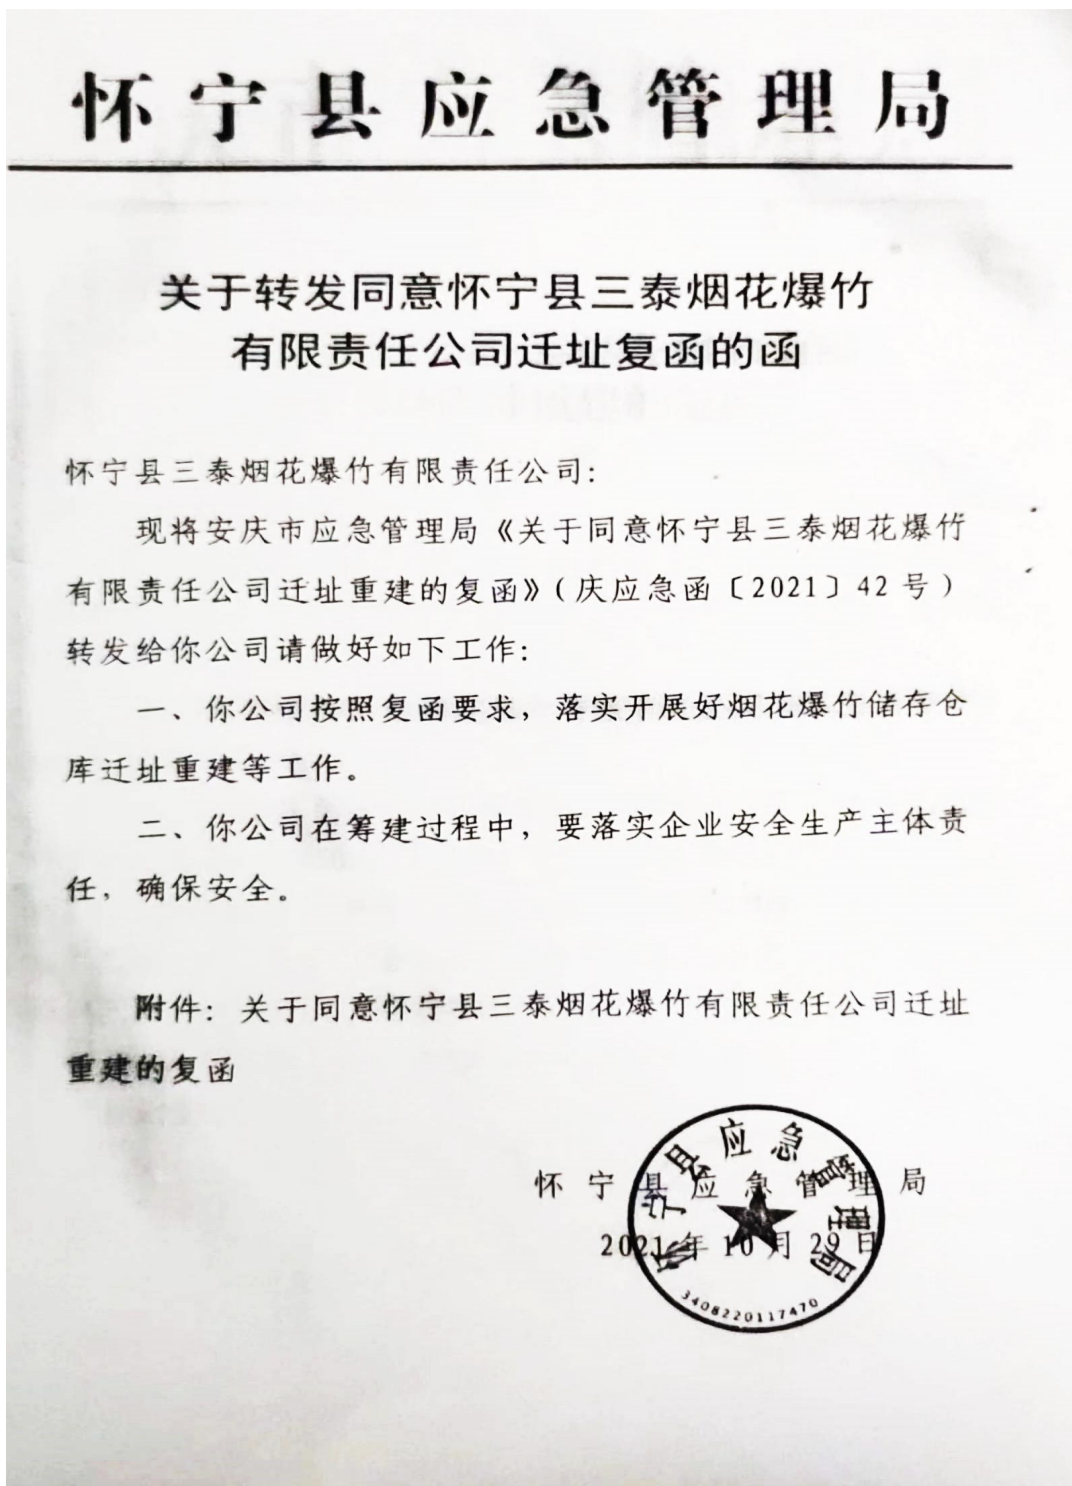 怀宁县应急管理局
关于转发同意怀宁县三泰烟花爆竹
有限责任公司迁址复函的函
怀宁县三泰烟花爆竹有限责任公司：
现将安庆市应急管理局《关于同意怀宁县三泰烟花爆竹
有限责任公司迁址重建的复函》（庆应急函〔2021〕42号）
转发给你公司请做好如下工作：
一、你公司按照复函要求，落实开展好烟花爆竹储存仓
库迁址重建等工作。
二、你公司在筹建过程中，要落实企业安全生产主体责
任，确保安全。
附件：关于同意怀宁县三泰烟花爆竹有限责任公司迁址
重建的复函
怀宁县应急管理局
2021年10月29日
怀宁县应急管理局
3408220117470